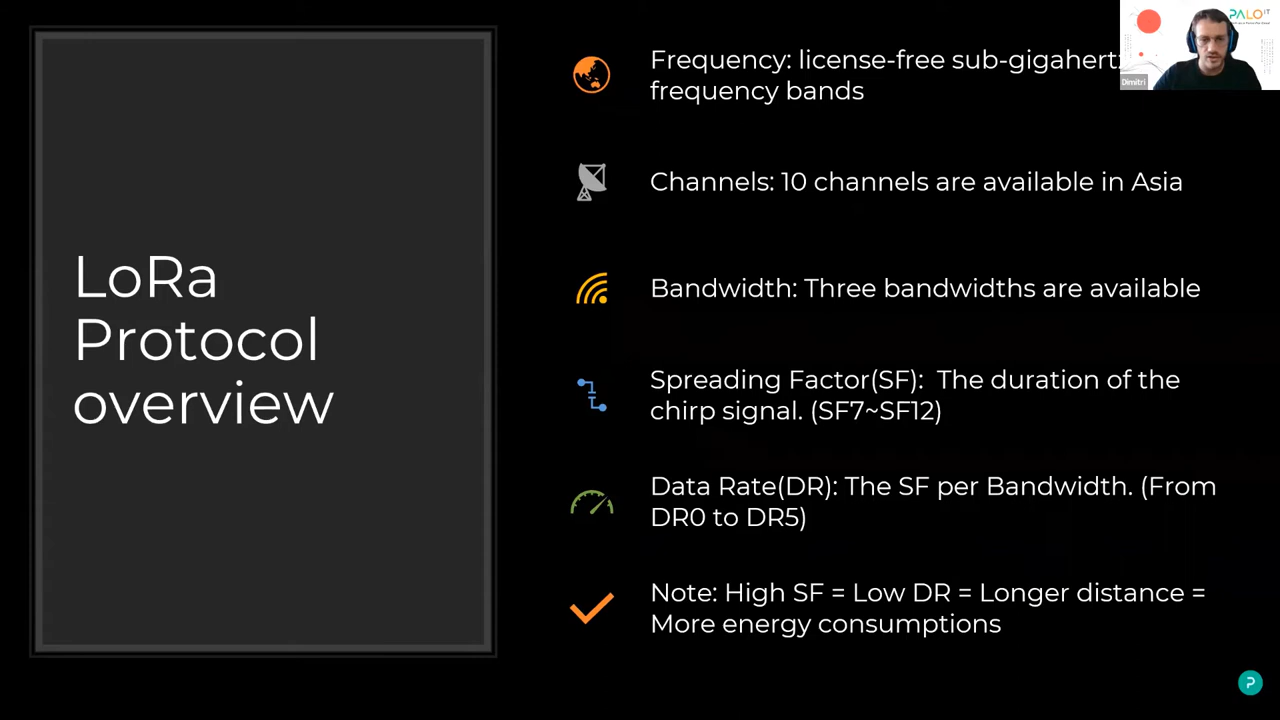 LoRa
Protocol
overview
Frequency: license-free sub-gigahertz
frequency bands
Channels: 10 channels are available in Asia
Bandwidth: Three bandwidths are available
Spreading Factor(SF):  The duration of the
chirp signal. (SF7~SF12)
Data Rate(DR): The SF per Bandwidth. (From
DR0 to DR5)
Note: High SF = Low DR = Longer distance =
More energy consumptions
PALO IT
Dimitri